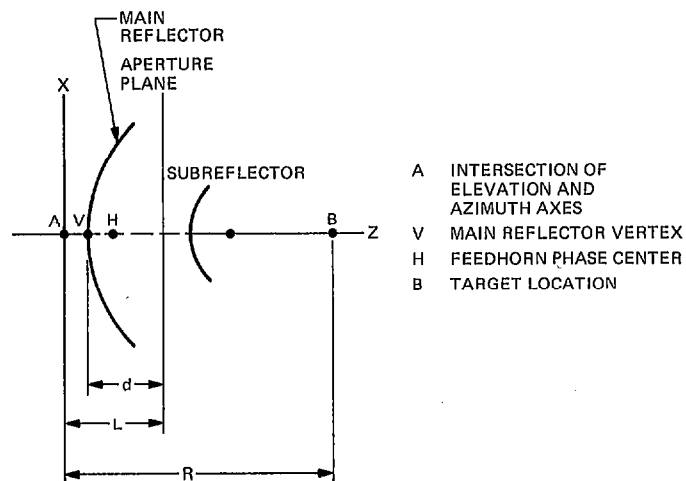 MAIN
REFLECTOR
APERTURE
PLANE
X
SUBREFLECTOR
A V H B Z
d
L
R
A INTERSECTION OF
ELEVATION AND
AZIMUTH AXES
V MAIN REFLECTOR VERTEX
H FEEDHORN PHASE CENTER
B TARGET LOCATION